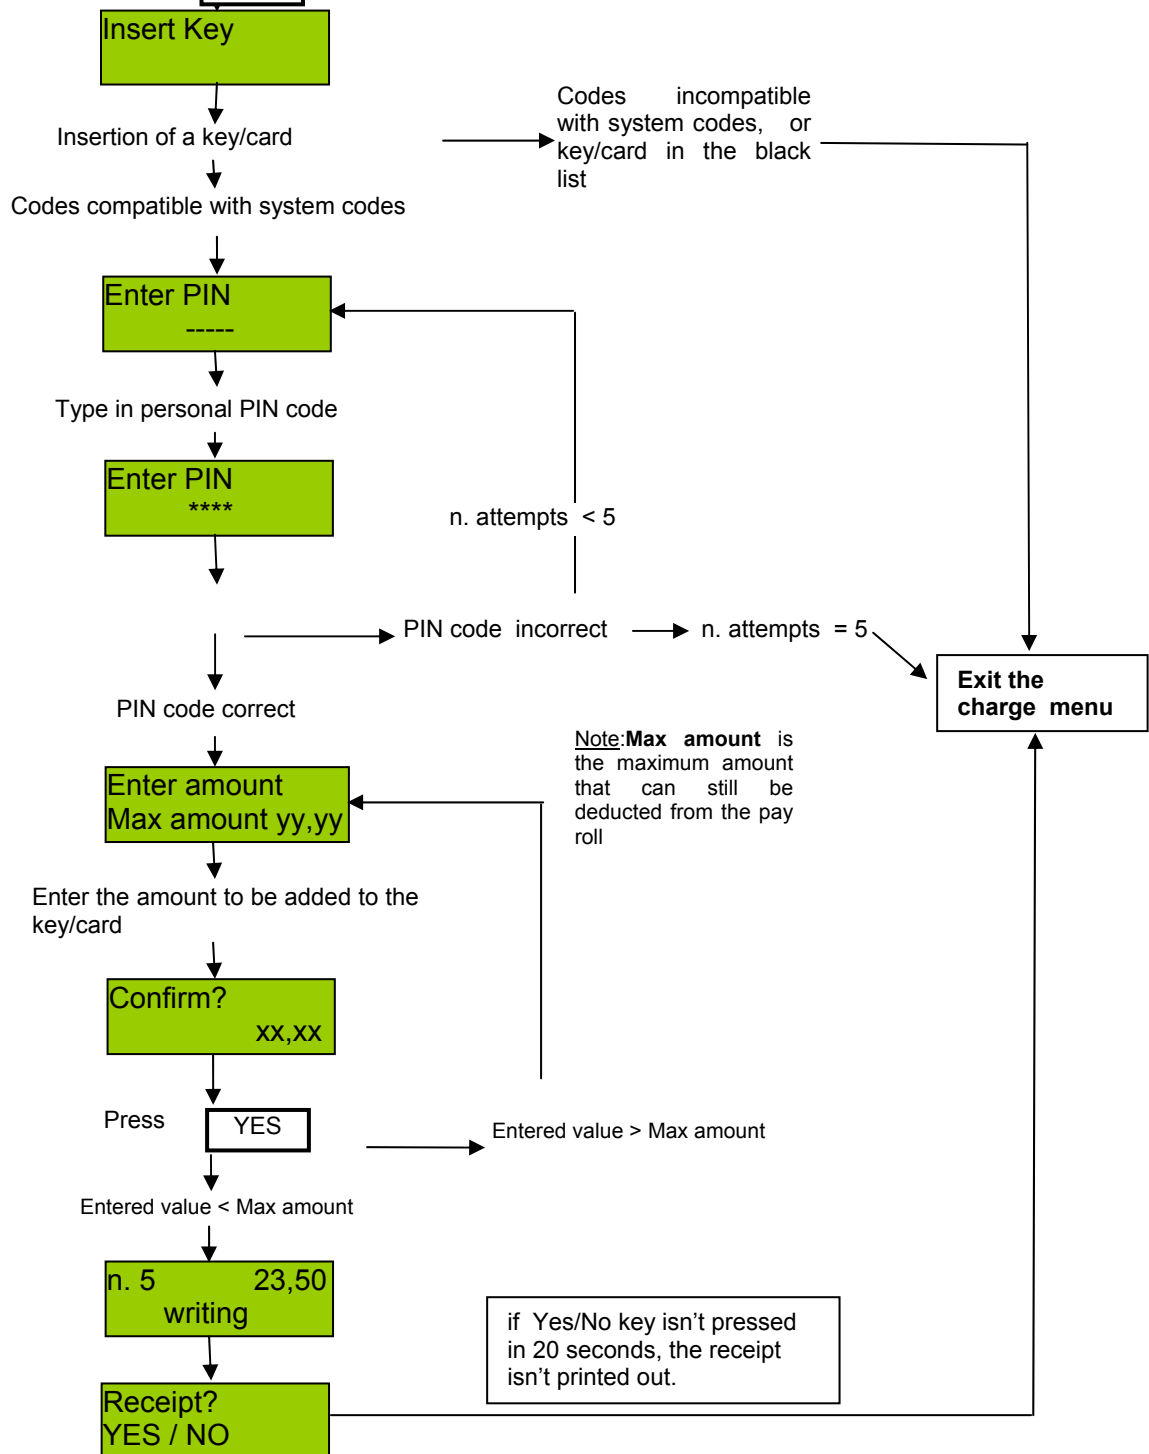 Insert Key
Codes incompatible
with system codes, or
key/card in the black
list
Insertion of a key/card
Codes compatible with system codes
Enter PIN
-----
Type in personal PIN code
Enter PIN
****
n. attempts < 5
PIN code incorrect
n. attempts = 5
Exit the
charge menu
PIN code correct
Note:Max amount is
the maximum amount
that can still be
deducted from the pay
roll
Enter amount
Max amount yy,yy
Enter the amount to be added to the
key/card
Confirm?
xx,xx
Press YES
Entered value > Max amount
Entered value < Max amount
n. 5 23,50
writing
if Yes/No key isn’t pressed
in 20 seconds, the receipt
isn’t printed out.
Receipt?
YES / NO